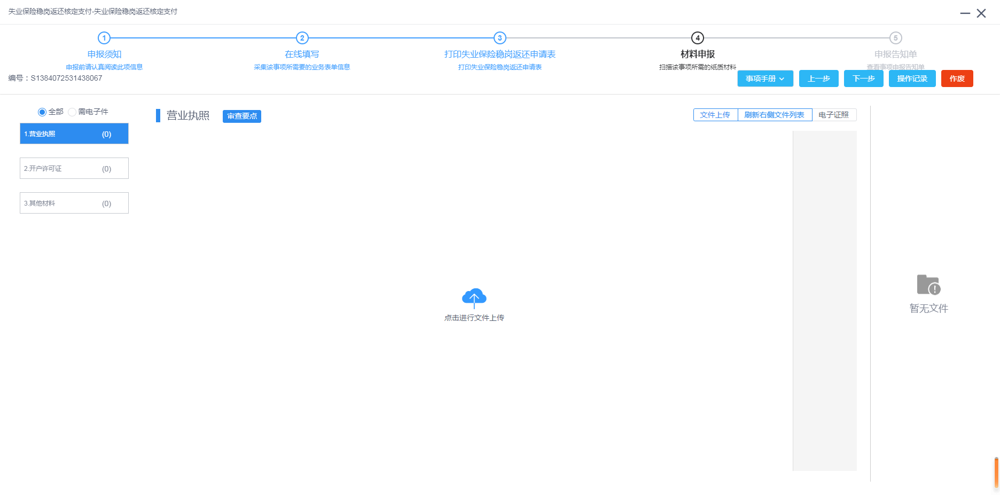 失业保险稳岗返还核定支付-失业保险稳岗返还核定支付
1 2 3 4 5
申报须知 在线填写 打印失业保险稳岗返还申请表 材料申报 申报告知单
申报前请认真阅读此项信息 采集该事项所需要的业务表单信息 打印失业保险稳岗返还申请表 扫描该事项所需的纸质材料 查看事项申报告知单
编号：S1384072531438067 事项手册 上一步 下一步 操作记录 作废
全部 需电子件
营业执照 审查要点 文件上传 刷新右侧文件列表 电子证照
1.营业执照 (0)
2.开户许可证 (0)
3.其他材料 (0)
点击进行文件上传
暂无文件